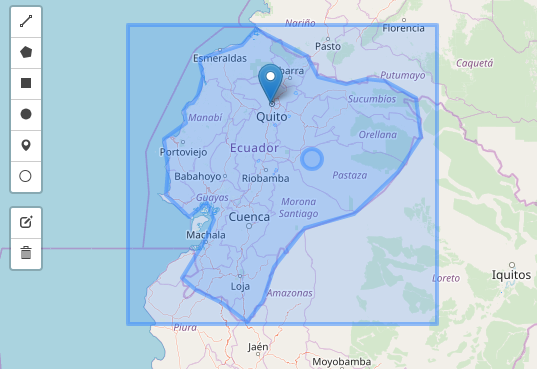 Nariño
Florencia
Pasto
Esmeraldas
Caquetá
Putumayo
Sucumbíos
Manabí
Quito
Orellana
Ecuador
Portoviejo
Babahoyo
Riobamba
Pastaza
Guayas
Morona
Santiago
Cuenca
Machala
Iquitos
Loreto
Loja
Amazonas
Piura
Jaén
Moyobamba